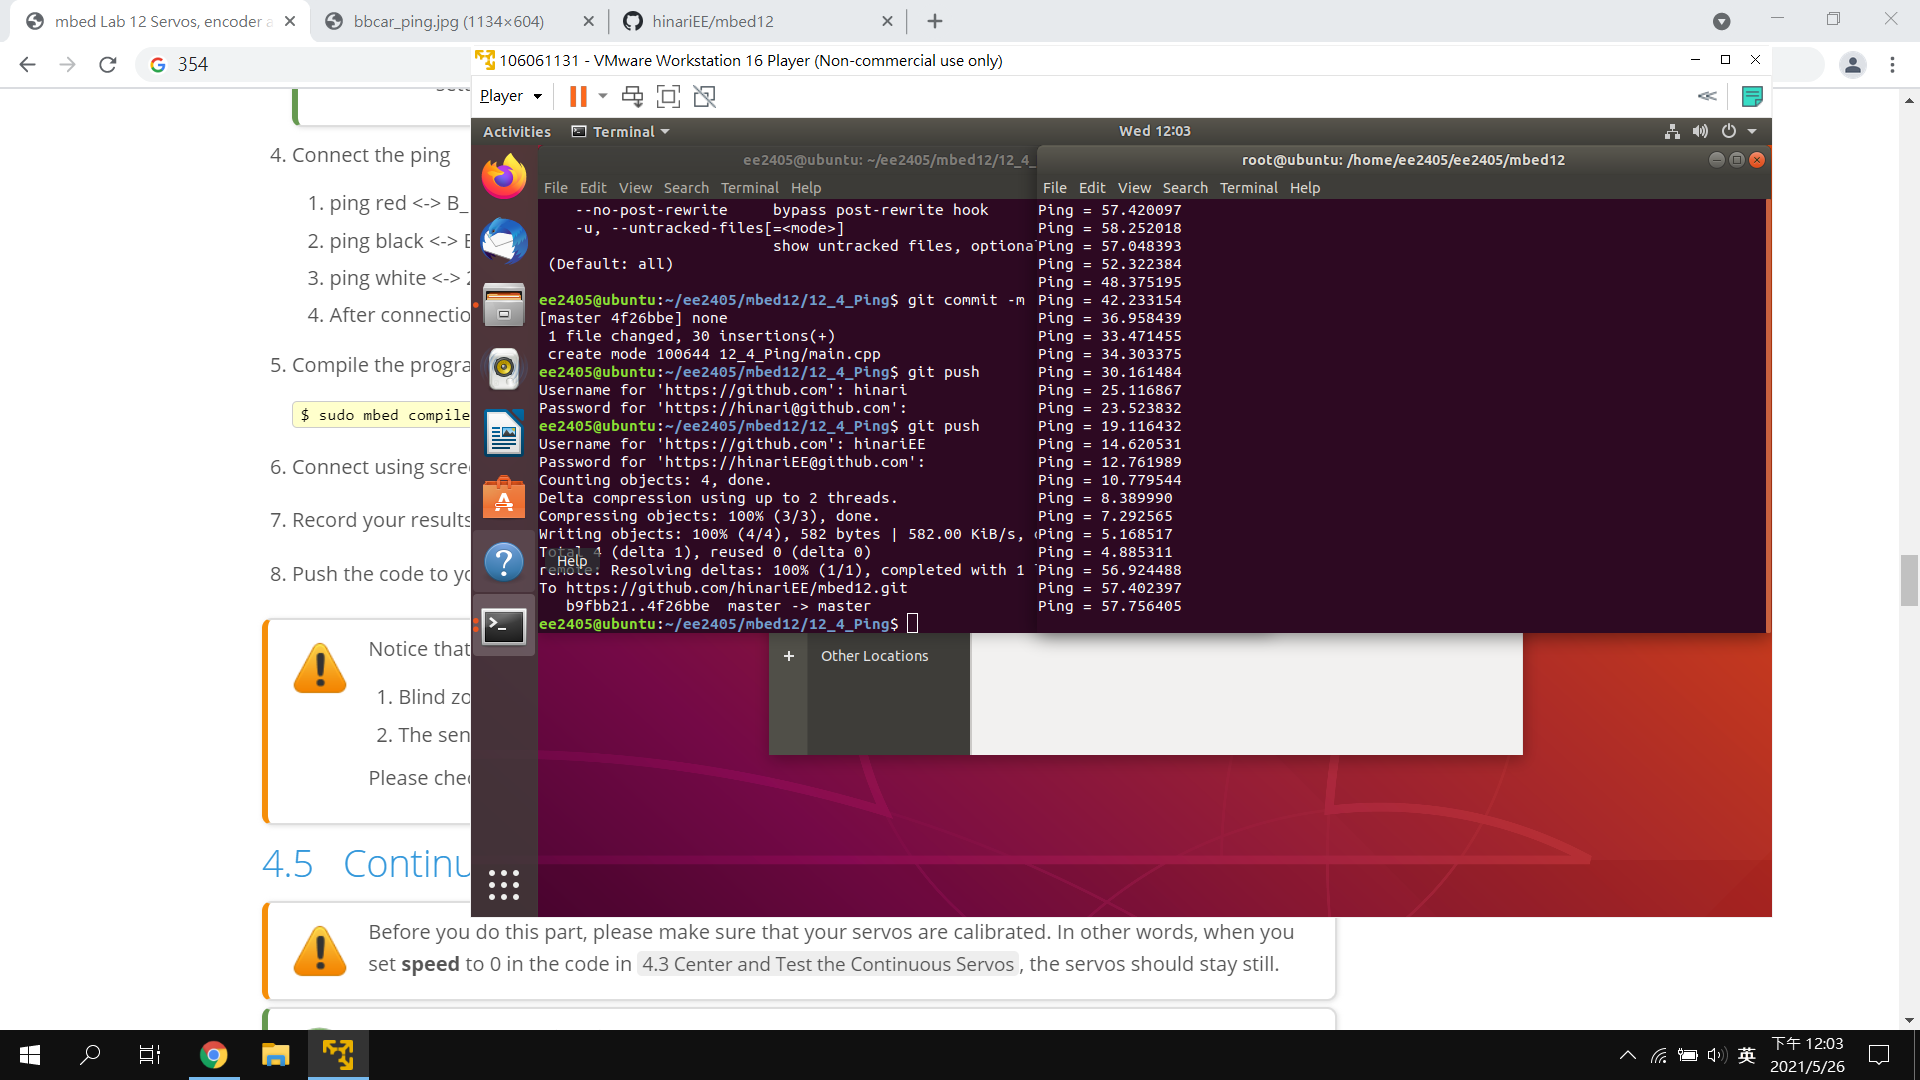 mbed Lab 12 Servos, encoder a
bbcar_ping.jpg (1134×604)
hinariEE/mbed12
354
4. Connect the ping
1. ping red <-> B_
2. ping black <->
3. ping white <->
4. After connectio
5. Compile the progra
$ sudo mbed compile
6. Connect using scree
7. Record your results
8. Push the code to yo
Notice that
1. Blind zo
2. The sen
Please chec
4.5 Continu
Before you do this part, please make sure that your servos are calibrated. In other words, when you
set speed to 0 in the code in 4.3 Center and Test the Continuous Servos, the servos should stay still.
106061131 - VMware Workstation 16 Player (Non-commercial use only)
Player
Activities
Terminal
Wed 12:03
ee2405@ubuntu: ~/ee2405/mbed12/12_4_
File Edit View Search Terminal Help
--no-post-rewrite bypass post-rewrite hook
-u, --untracked-files[=<mode>]
show untracked files, optiona
(Default: all)
ee2405@ubuntu:~/ee2405/mbed12/12_4_Ping$ git commit -m
[master 4f26bbe] none
1 file changed, 30 insertions(+)
create mode 100644 12_4_Ping/main.cpp
ee2405@ubuntu:~/ee2405/mbed12/12_4_Ping$ git push
Username for 'https://github.com': hinari
Password for 'https://hinari@github.com':
ee2405@ubuntu:~/ee2405/mbed12/12_4_Ping$ git push
Username for 'https://github.com': hinariEE
Password for 'https://hinariEE@github.com':
Counting objects: 4, done.
Delta compression using up to 2 threads.
Compressing objects: 100% (3/3), done.
Writing objects: 100% (4/4), 582 bytes | 582.00 KiB/s,
Total 4 (delta 1), reused 0 (delta 0)
Help
remote: Resolving deltas: 100% (1/1), completed with 1
To https://github.com/hinariEE/mbed12.git
b9fbb21..4f26bbe master -> master
ee2405@ubuntu:~/ee2405/mbed12/12_4_Ping$
root@ubuntu: /home/ee2405/ee2405/mbed12
File Edit View Search Terminal Help
Ping = 57.420097
Ping = 58.252018
Ping = 57.048393
Ping = 52.322384
Ping = 48.375195
Ping = 42.233154
Ping = 36.958439
Ping = 33.471455
Ping = 34.303375
Ping = 30.161484
Ping = 25.116867
Ping = 23.523832
Ping = 19.116432
Ping = 14.620531
Ping = 12.761989
Ping = 10.779544
Ping = 8.389990
Ping = 7.292565
Ping = 5.168517
Ping = 4.885311
Ping = 56.924488
Ping = 57.402397
Ping = 57.756405
+ Other Locations
英
下午 12:03
2021/5/26